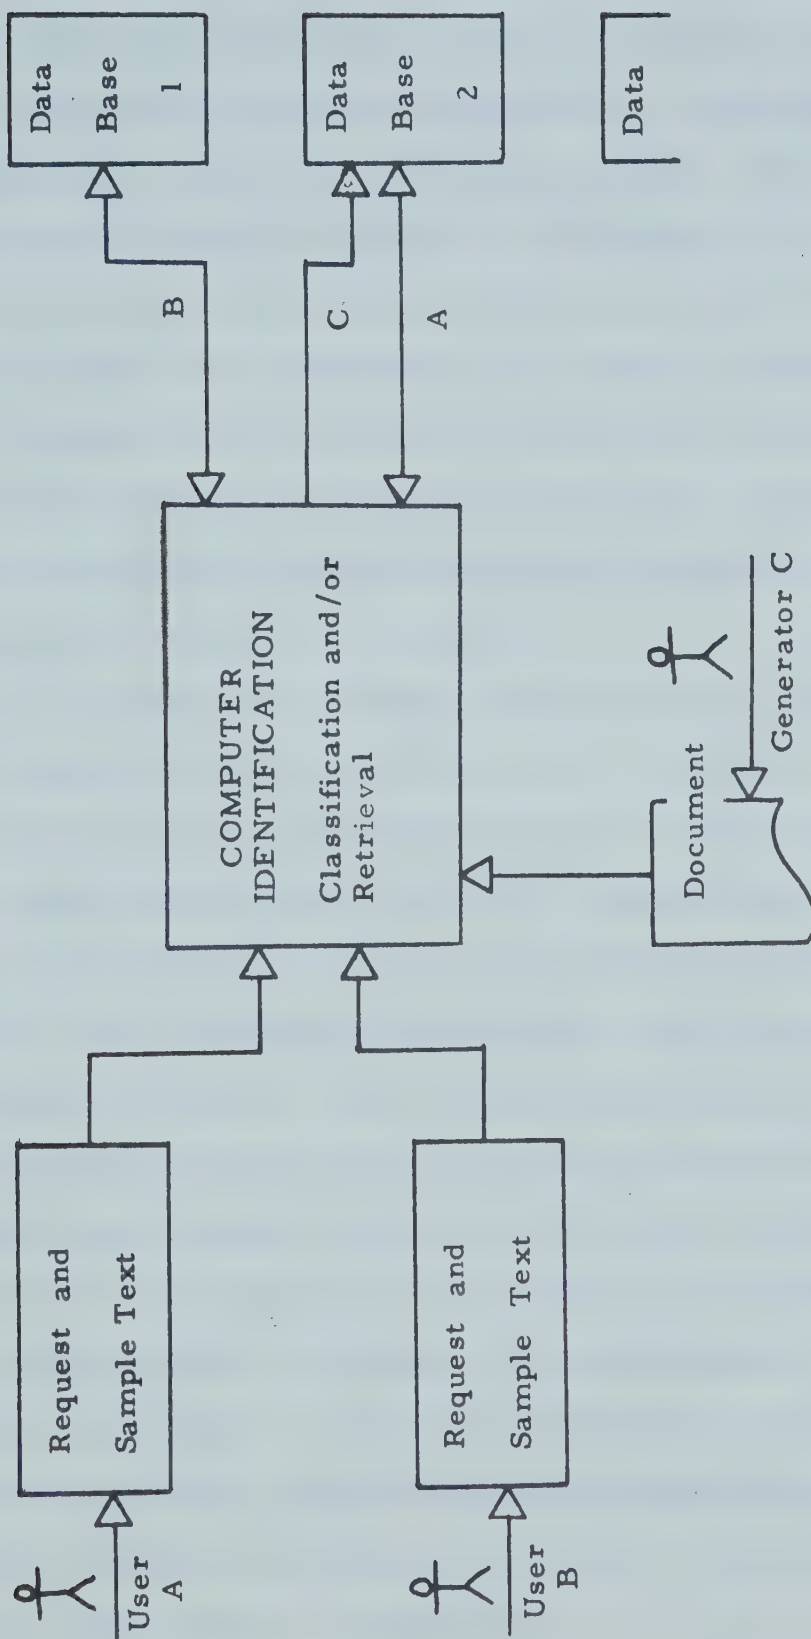 User
A
Request and
Sample Text
COMPUTER
IDENTIFICATION
Classification and/or
Retrieval
B
C
A
Data
Base
1
Data
Base
2
Data
User
B
Request and
Sample Text
Document
Generator C